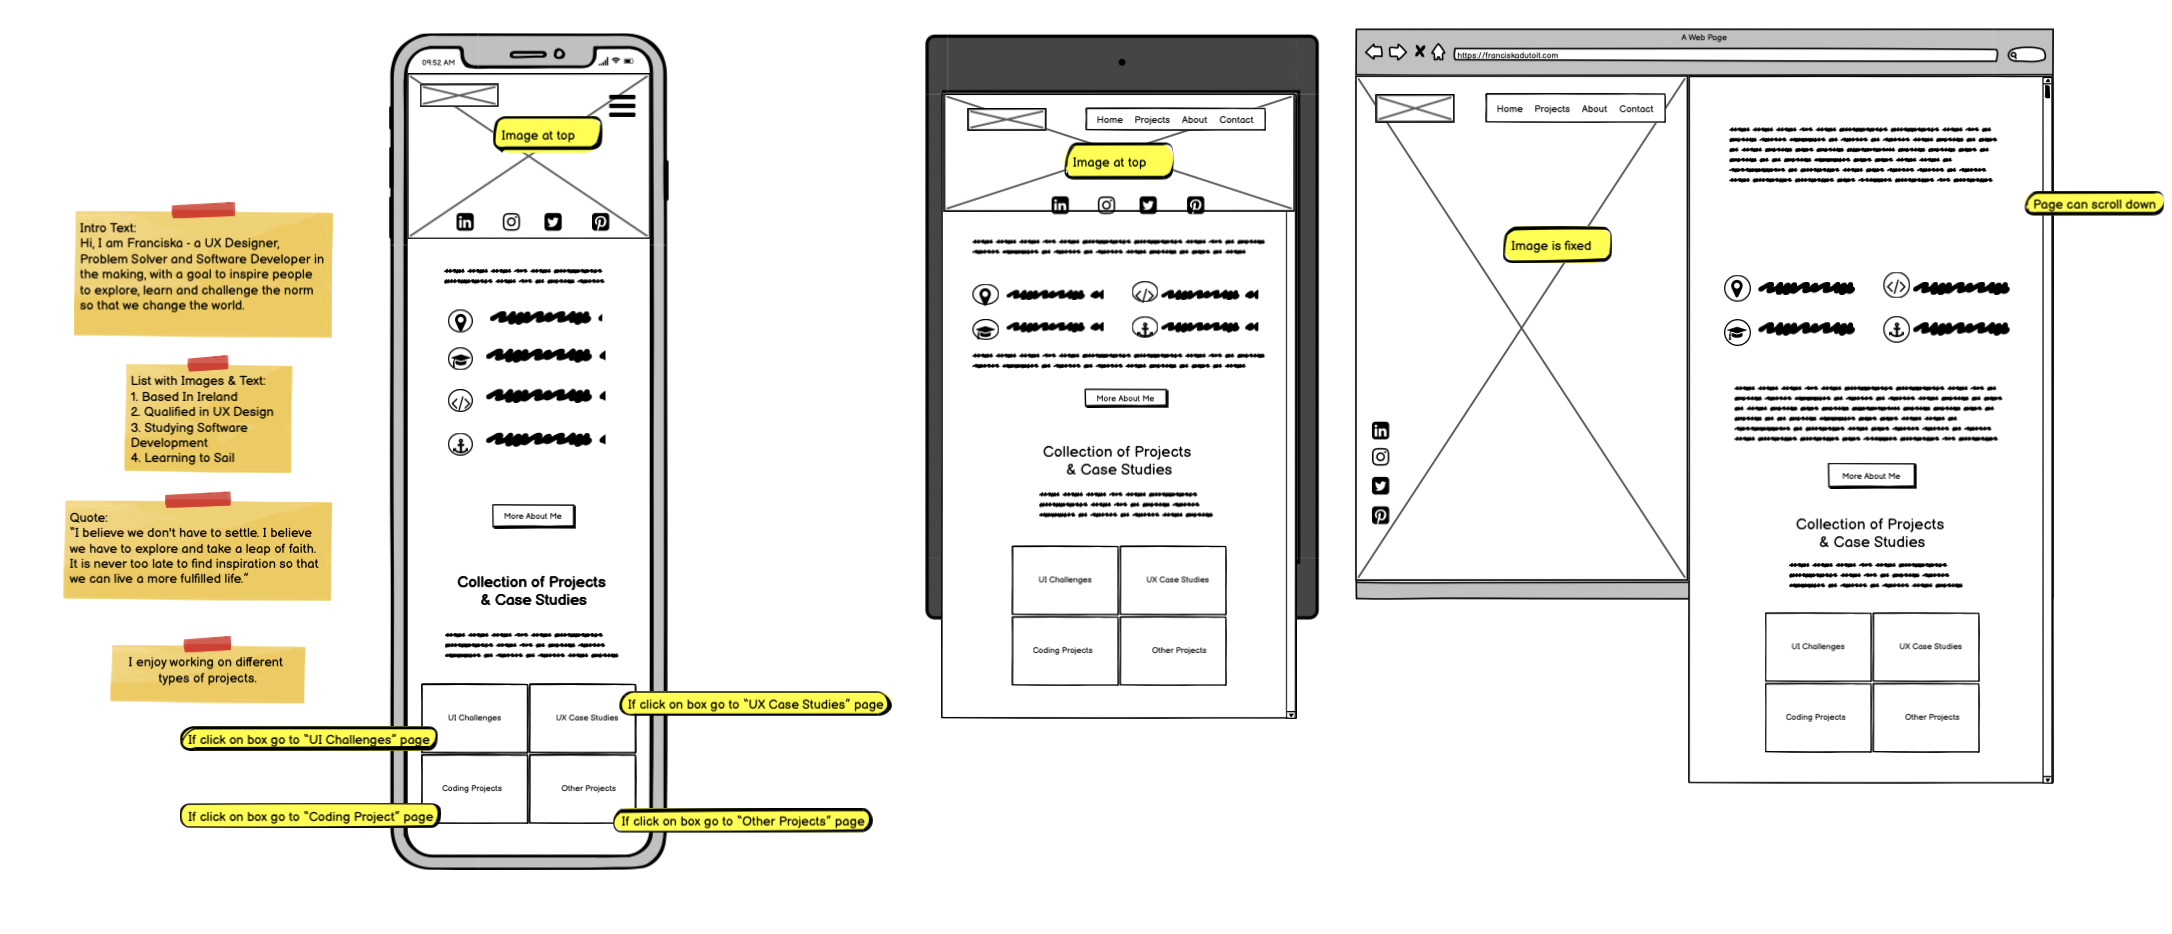 Intro Text:
Hi, I am Franciska - a UX Designer,
Problem Solver and Software Developer in
the making, with a goal to inspire people
to explore, learn and challenge the norm
so that we change the world.
List with Images & Text:
1. Based In Ireland
2. Qualified in UX Design
3. Studying Software
Development
4. Learning to Sail
Quote:
"I believe we don't have to settle. I believe
we have to explore and take a leap of faith.
It is never too late to find inspiration so that
we can live a more fulfilled life."
I enjoy working on different
types of projects.
If click on box go to "UI Challenges" page
If click on box go to "Coding Project" page
09:52 AM
Image at top
More About Me
Collection of Projects
& Case Studies
UI Challenges
UX Case Studies
Coding Projects
Other Projects
If click on box go to "UX Case Studies" page
If click on box go to "Other Projects" page
Home Projects About Contact
Image at top
More About Me
Collection of Projects
& Case Studies
UI Challenges
UX Case Studies
Coding Projects
Other Projects
A Web Page
https://franciskadutoit.com
Home Projects About Contact
Image is fixed
Page can scroll down
More About Me
Collection of Projects
& Case Studies
UI Challenges
UX Case Studies
Coding Projects
Other Projects